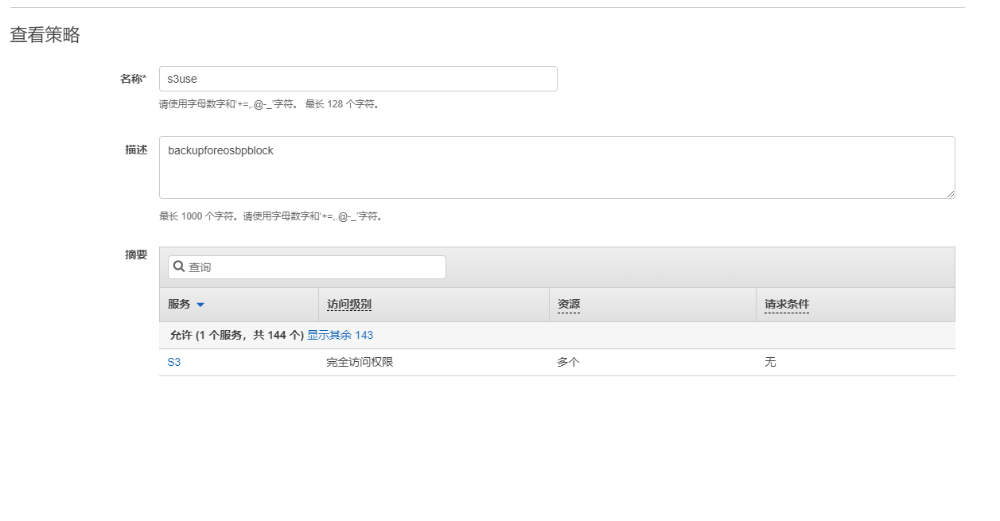 查看策略
名称* s3use
请使用字母数字和‘+=,.@-_’字符。 最长 128 个字符。
描述 backupforeosbpblock
最长 1000 个字符。请使用字母数字和‘+=,.@-_’字符。
摘要 查询
服务 访问级别 资源 请求条件
允许 (1 个服务，共 144 个) 显示其余 143
S3 完全访问权限 多个 无